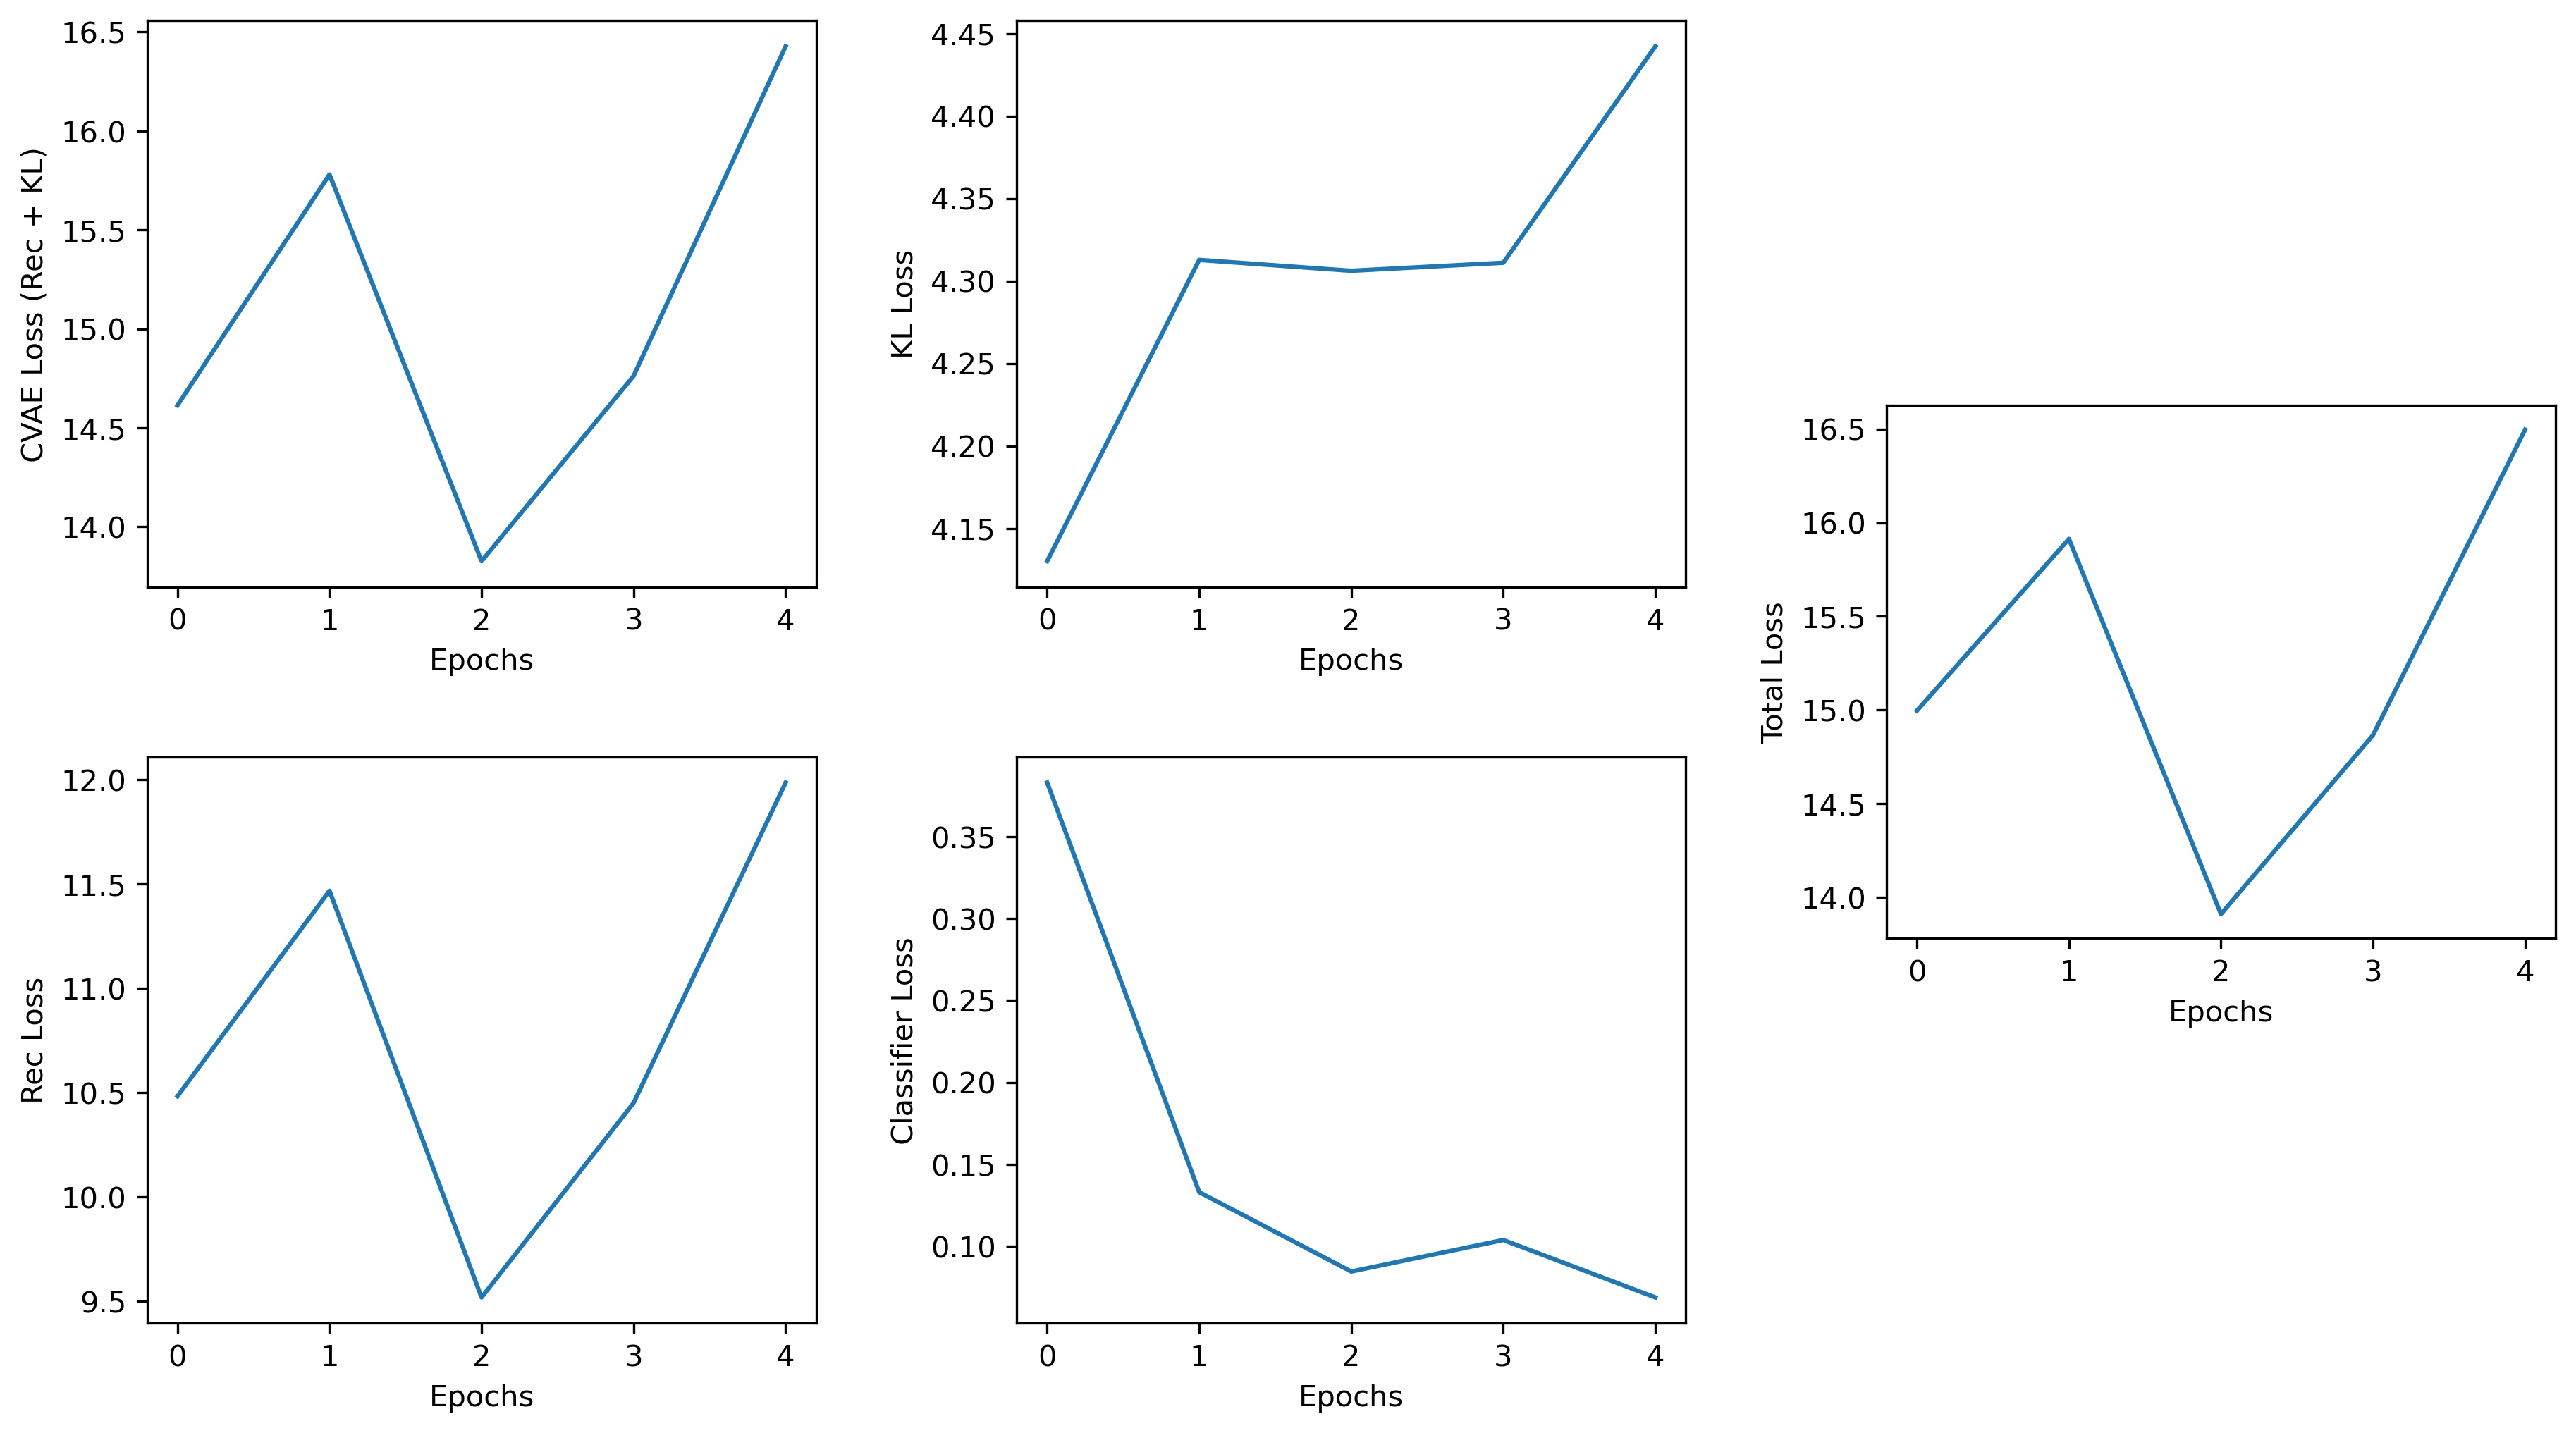 CVAE Loss (Rec + KL)
16.5
16.0
15.5
15.0
14.5
14.0
0 1 2 3 4
Epochs
KL Loss
4.45
4.40
4.35
4.30
4.25
4.20
4.15
0 1 2 3 4
Epochs
Rec Loss
12.0
11.5
11.0
10.5
10.0
9.5
0 1 2 3 4
Epochs
Classifier Loss
0.35
0.30
0.25
0.20
0.15
0.10
0 1 2 3 4
Epochs
Total Loss
16.5
16.0
15.5
15.0
14.5
14.0
0 1 2 3 4
Epochs